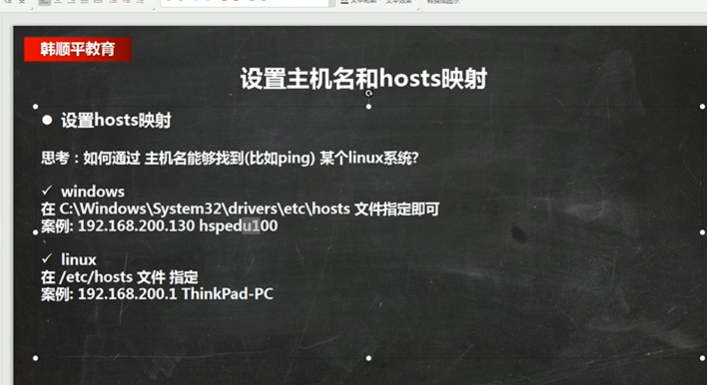 韩顺平教育
设置主机名和hosts映射
● 设置hosts映射
思考：如何通过 主机名能够找到(比如ping) 某个linux系统?
✓ windows
在 C:\Windows\System32\drivers\etc\hosts 文件指定即可
案例: 192.168.200.130 hspedu100
✓ linux
在 /etc/hosts 文件 指定
案例: 192.168.200.1 ThinkPad-PC